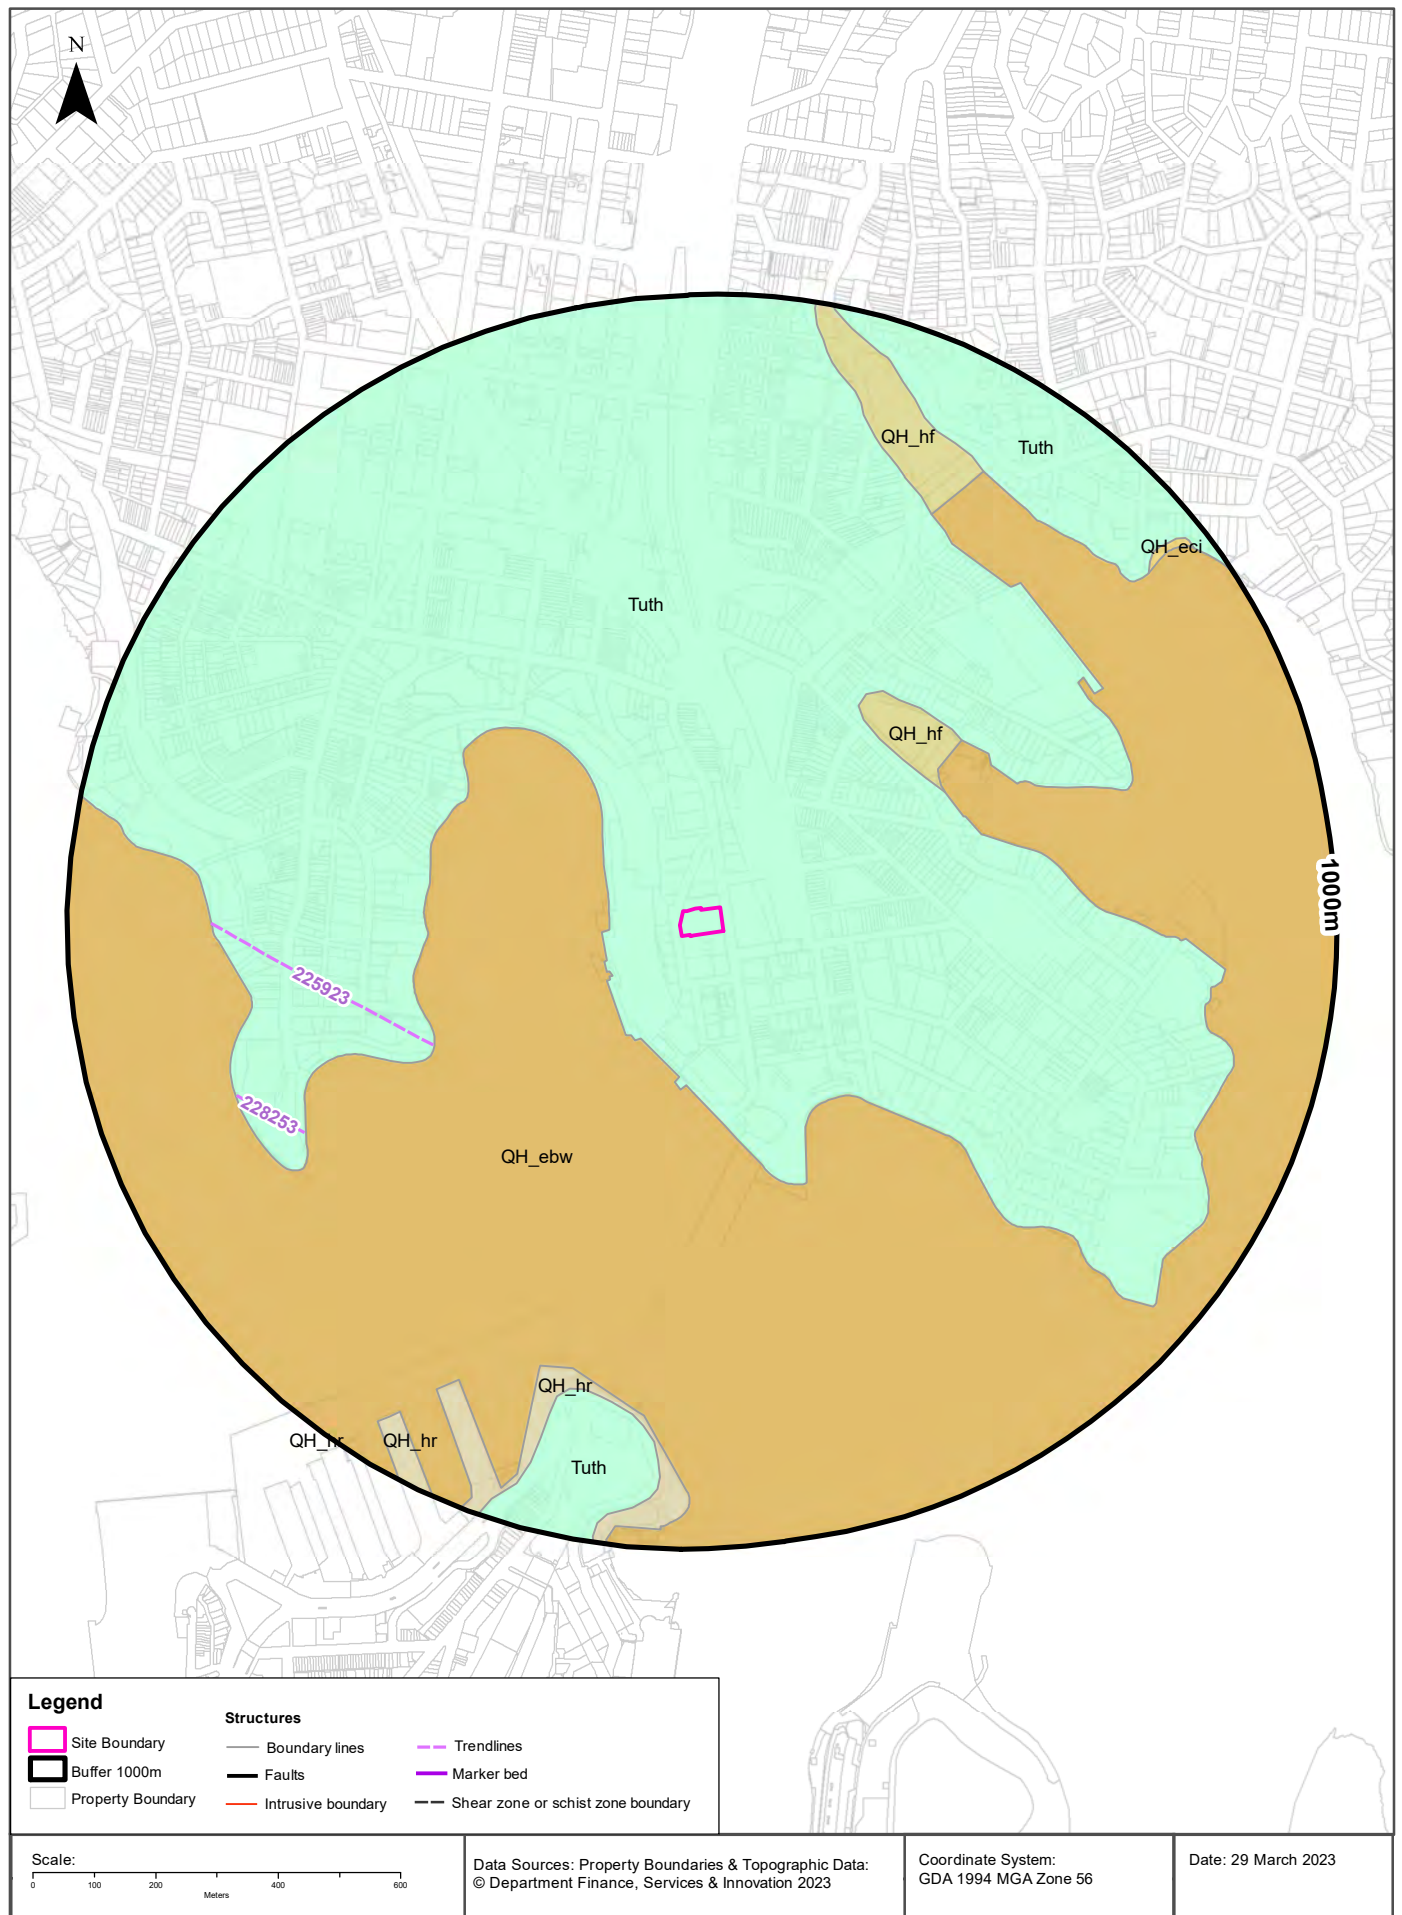 N
QH_hf
Tuth
QH_eci
Tuth
QH_hf
1000m
225923
228253
QH_ebw
QH_hr
QH_hr
QH_hr
Tuth
Legend
Site Boundary
Buffer 1000m
Property Boundary
Structures
Boundary lines
Faults
Intrusive boundary
Trendlines
Marker bed
Shear zone or schist zone boundary
Scale:
0 100 200 400 600
Meters
Data Sources: Property Boundaries & Topographic Data:
© Department Finance, Services & Innovation 2023
Coordinate System:
GDA 1994 MGA Zone 56
Date: 29 March 2023